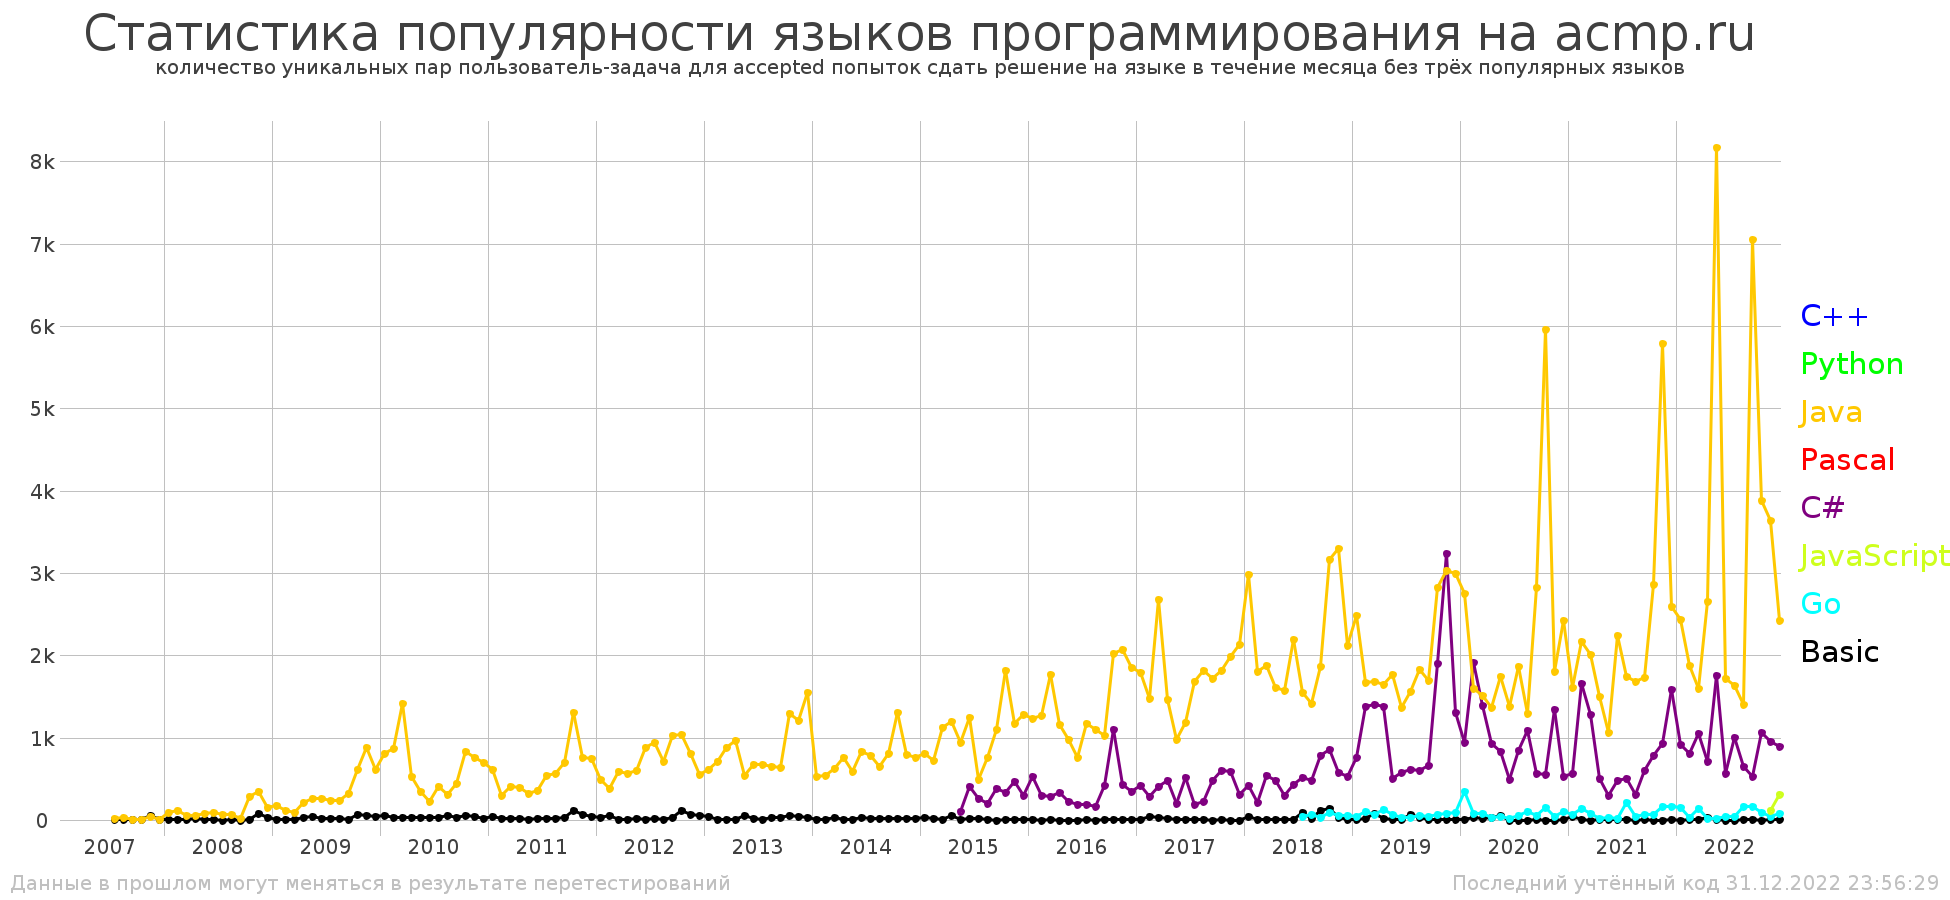 Статистика популярности языков программирования на acmp.ru
количество уникальных пар пользователь-задача для accepted попыток сдать решение на языке в течение месяца без трёх популярных языков
8k
7k
6k
5k
4k
3k
2k
1k
0
C++
Python
Java
Pascal
C#
JavaScript
Go
Basic
2007 2008 2009 2010 2011 2012 2013 2014 2015 2016 2017 2018 2019 2020 2021 2022
Данные в прошлом могут меняться в результате перетестирований
Последний учтённый код 31.12.2022 23:56:29